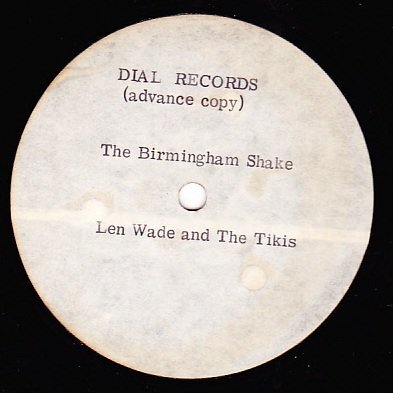 DIAL RECORDS
(advance copy)
The Birmingham Shake
Len Wade and The Tikis